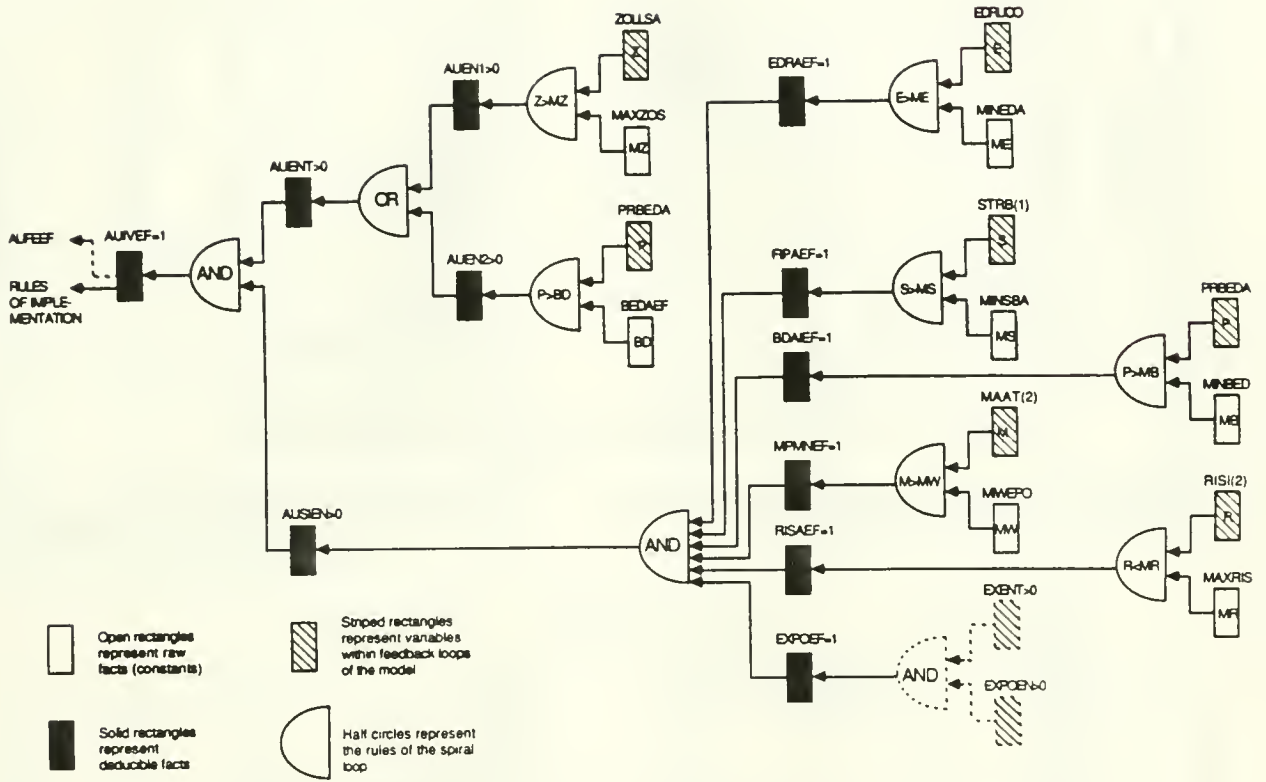 ZOLLSA
Z
AUEN1>0
Z>MZ
MAXZOS
MZ
AUENT>0
OR
PRBEDA
P
AUEN2>0
P>BD
BEDAEF
BD
AUFEEF
AUIVEF=1
AND
RULES
OF IMPLE-
MENTATION
AUSIEN>0
AND
EDRUCO
E
EDRAEF=1
E>ME
MINEDA
ME
STRB(1)
S
FIPAEF=1
S>MS
MINSBA
MS
BDAIEF=1
PRBEDA
P
P>MB
MINBED
MB
MAAT(2)
M
MPMNEF=1
M>MW
MIWEPO
MW
RISI(2)
R
RISAEF=1
R<MR
MAXRIS
MR
EXENT>0
EXPOEF=1
AND
EXPOEN>0
Open rectangles
represent raw
facts (constants)
Striped rectangles
represent variables
within feedback loops
of the model
Solid rectangles
represent
deducible facts
Half circles represent
the rules of the spiral
loop